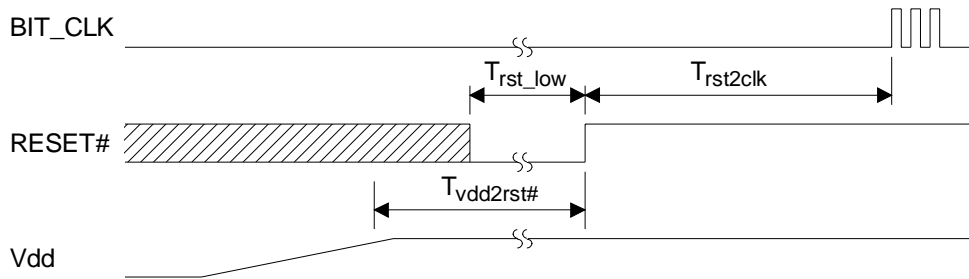 BIT_CLK
Trst_low
Trst2clk
RESET#
Tvdd2rst#
Vdd